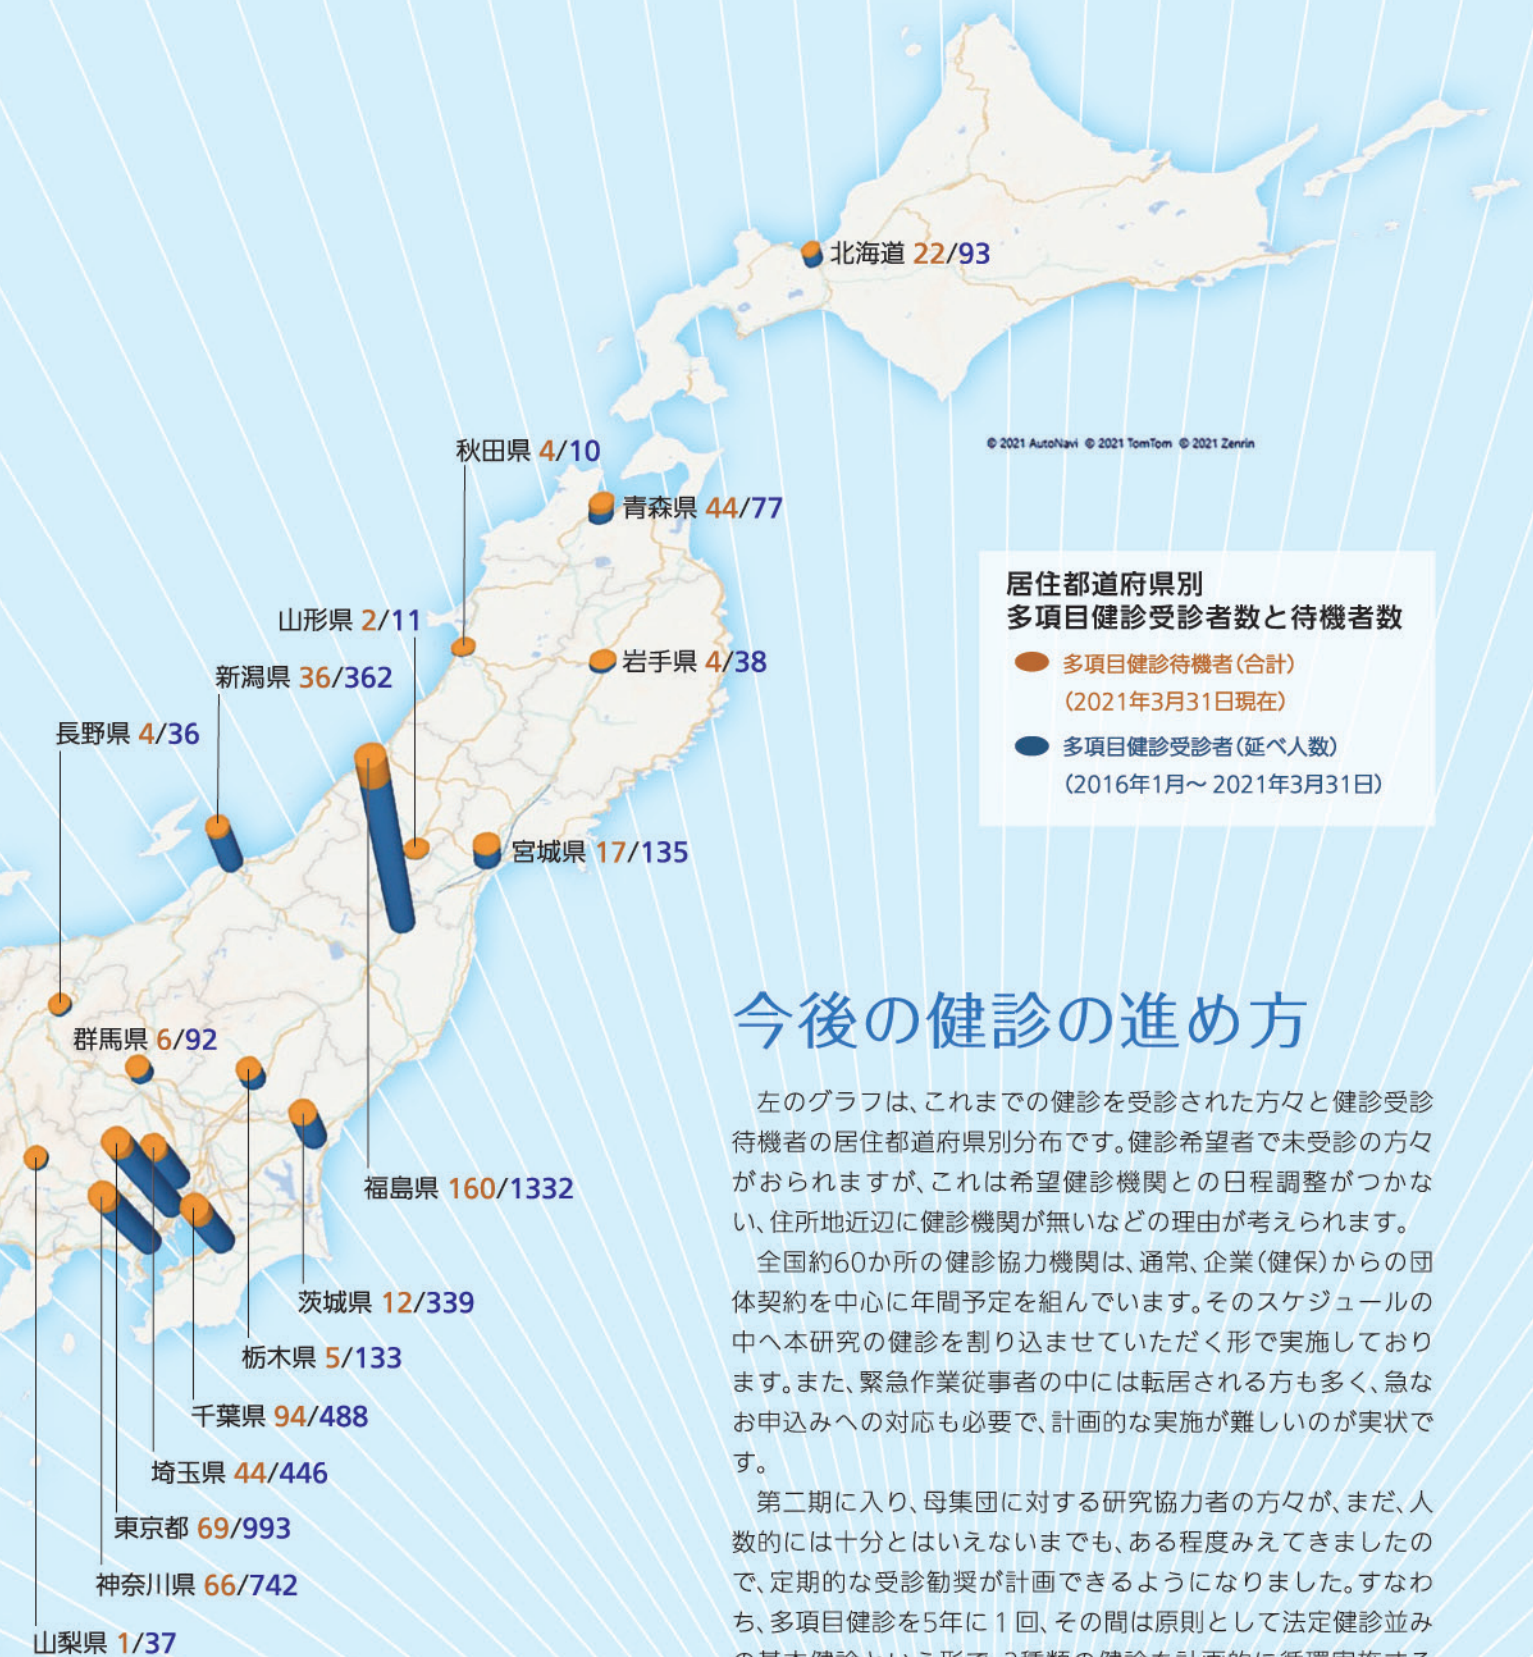 北海道 22/93
© 2021 AutoNavi © 2021 TomTom © 2021 Zenrin
秋田県 4/10
青森県 44/77
山形県 2/11
岩手県 4/38
新潟県 36/362
長野県 4/36
宮城県 17/135
群馬県 6/92
福島県 160/1332
茨城県 12/339
栃木県 5/133
千葉県 94/488
埼玉県 44/446
東京都 69/993
神奈川県 66/742
山梨県 1/37
居住都道府県別
多項目健診受診者数と待機者数
多項目健診待機者(合計)
(2021年3月31日現在)
多項目健診受診者(延べ人数)
(2016年1月〜2021年3月31日)
今後の健診の進め方
左のグラフは、これまでの健診を受診された方々と健診受診
待機者の居住都道府県別分布です。健診希望者で未受診の方々
がおられますが、これは希望健診機関との日程調整がつかな
い、住所地近辺に健診機関が無いなどの理由が考えられます。
全国約60か所の健診協力機関は、通常、企業(健保)からの団
体契約を中心に年間予定を組んでいます。そのスケジュールの
中へ本研究の健診を割り込ませていただく形で実施しており
ます。また、緊急作業従事者の中には転居される方も多く、急な
お申込みへの対応も必要で、計画的な実施が難しいのが実状で
す。
第二期に入り、母集団に対する研究協力者の方々が、まだ、人
数的には十分とはいえないまでも、ある程度みえてきましたの
で、定期的な受診勧奨が計画できるようになりました。すなわ
ち、多項目健診を5年に1回、その間は原則として法定健診並み
の基本健診という形で、2種類の健診を計画的に循環実施する